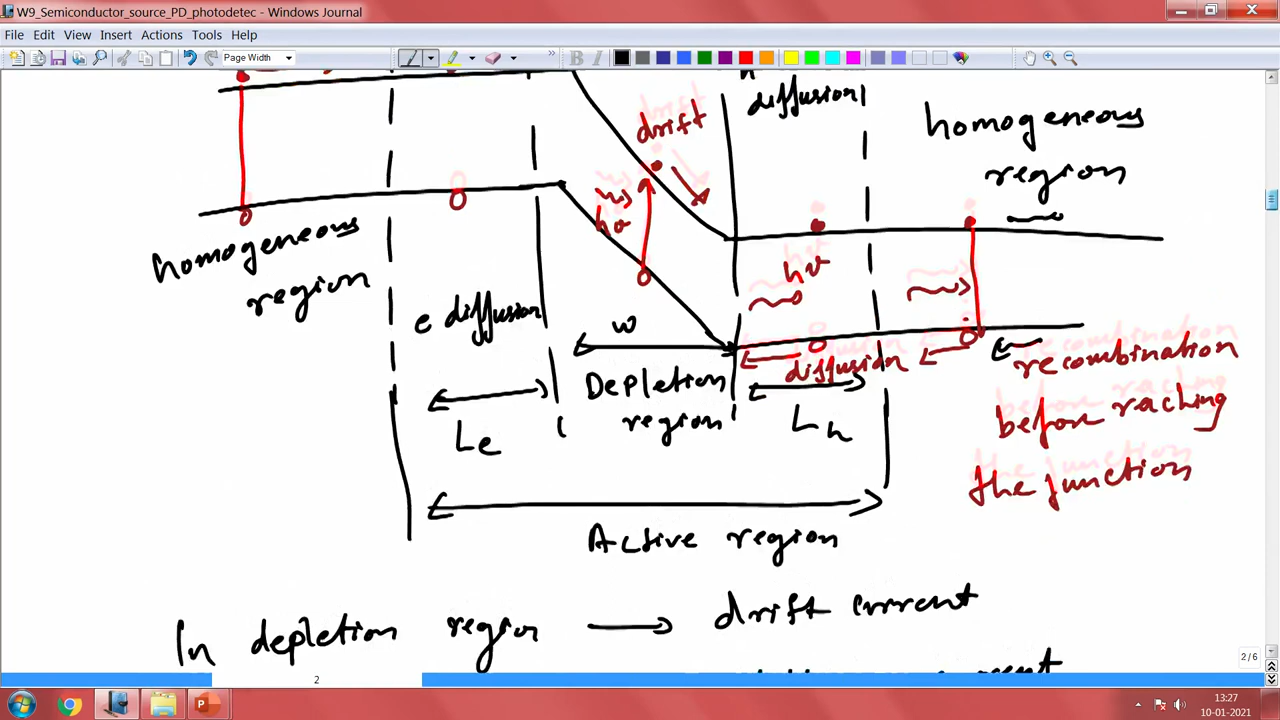 W9_Semiconductor_source_PD_photodetec - Windows Journal
File Edit View Insert Actions Tools Help
Page Width
B I
diffusion
drift
homogeneous
region
hν
homogeneous
region
hν
e diffusion
w
diffusion
recombination
before raching
the junction
Depletion
region
Le
Lh
Active region
In depletion region → drift current
2/6
2
13:27
10-01-2021